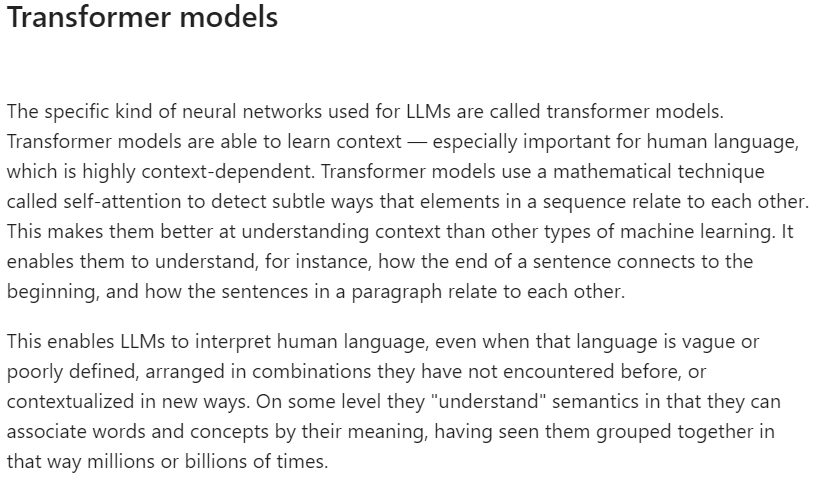 Transformer models
The specific kind of neural networks used for LLMs are called transformer models.
Transformer models are able to learn context — especially important for human language,
which is highly context-dependent. Transformer models use a mathematical technique
called self-attention to detect subtle ways that elements in a sequence relate to each other.
This makes them better at understanding context than other types of machine learning. It
enables them to understand, for instance, how the end of a sentence connects to the
beginning, and how the sentences in a paragraph relate to each other.
This enables LLMs to interpret human language, even when that language is vague or
poorly defined, arranged in combinations they have not encountered before, or
contextualized in new ways. On some level they "understand" semantics in that they can
associate words and concepts by their meaning, having seen them grouped together in
that way millions or billions of times.